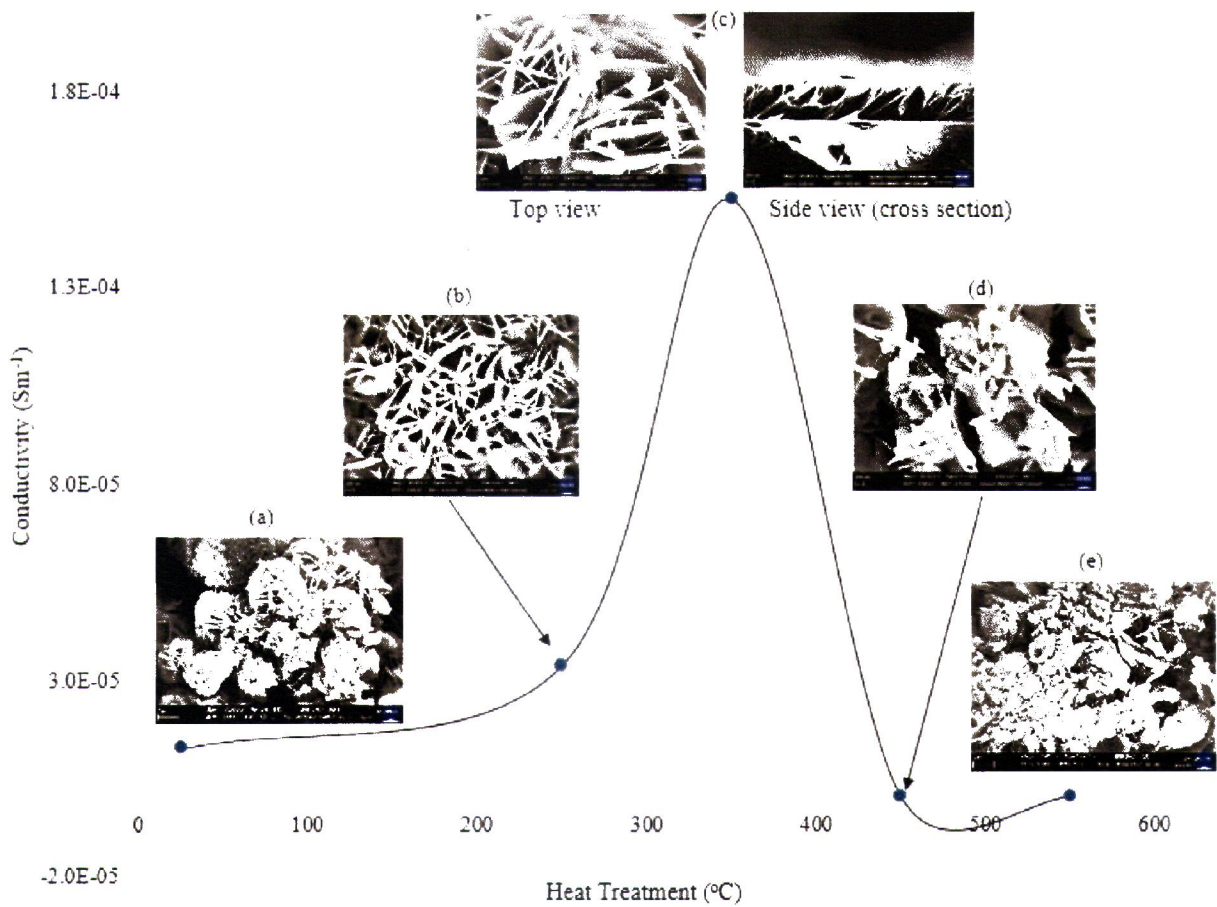 (c)
1.8E-04
Top view
Side view (cross section)
1.3E-04
(b)
(d)
Conductivity (Sm⁻¹)
8.0E-05
(a)
(e)
3.0E-05
0
100
200
300
400
500
600
-2.0E-05
Heat Treatment (ºC)